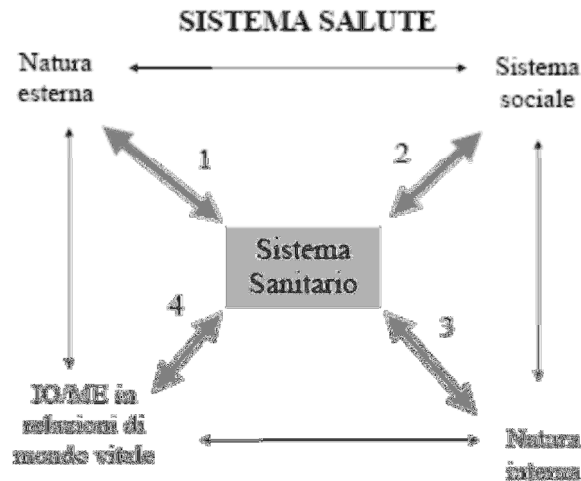 SISTEMA SALUTE
Natura
esterna
Sistema
sociale
1
2
Sistema
Sanitario
4
3
IO/ME in
relazioni di
mondo vitale
Natura
interna